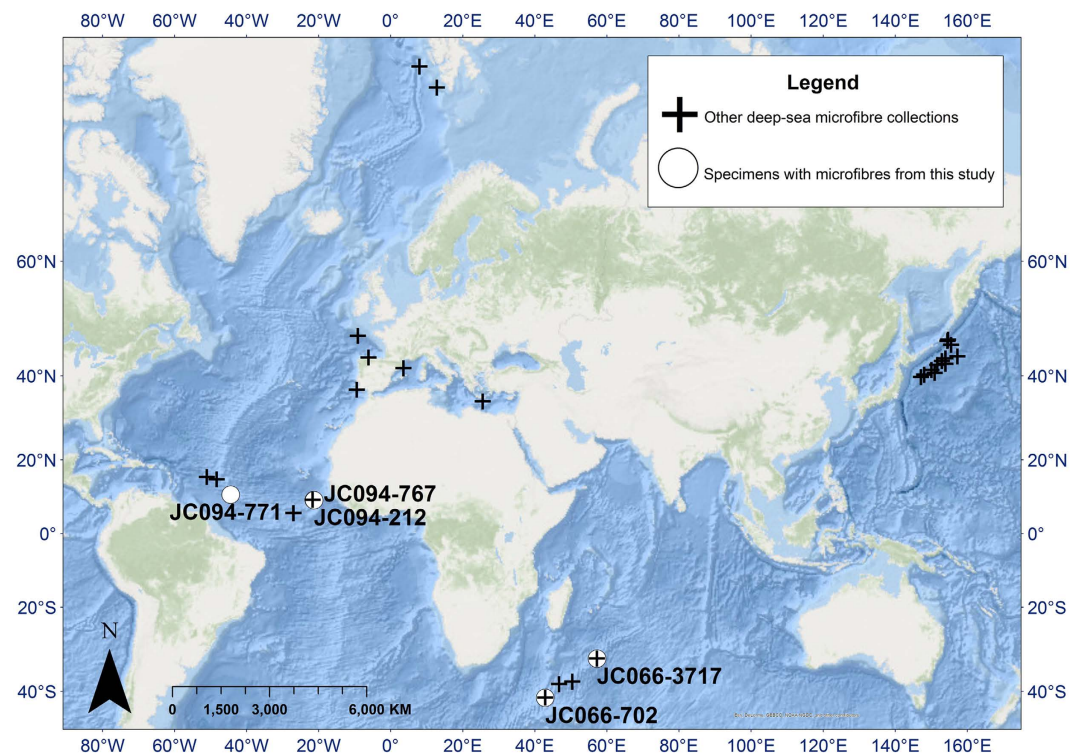 80°W 60°W 40°W 20°W 0° 20°E 40°E 60°E 80°E 100°E 120°E 140°E 160°E
Legend
Other deep-sea microfibre collections
Specimens with microfibres from this study
60°N 60°N
40°N 40°N
20°N 20°N
JC094-767
JC094-771 JC094-212
0° 0°
20°S 20°S
N
JC066-3717
40°S 40°S
0 1,500 3,000 6,000 KM
JC066-702
80°W 60°W 40°W 20°W 0° 20°E 40°E 60°E 80°E 100°E 120°E 140°E 160°E